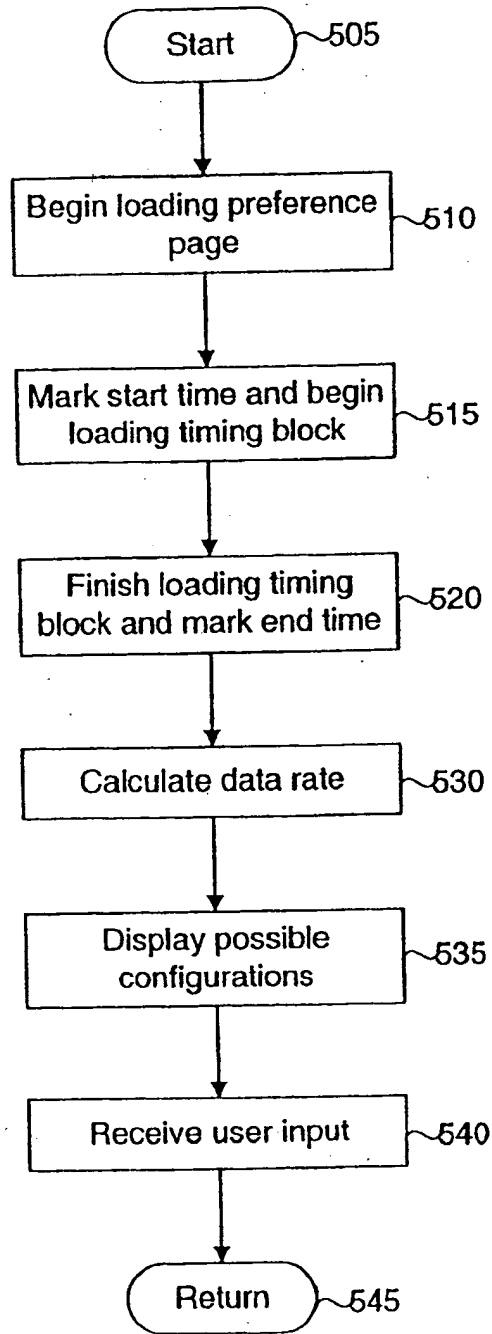 Start
505
Begin loading preference
page
510
Mark start time and begin
loading timing block
515
Finish loading timing
block and mark end time
520
Calculate data rate
530
Display possible
configurations
535
Receive user input
540
Return
545